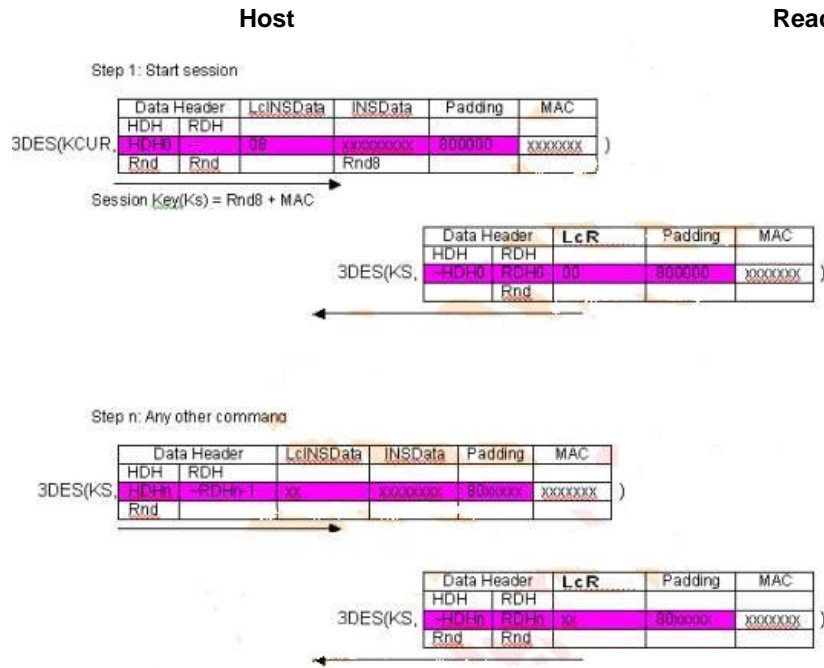 Host Read
Step 1: Start session
Data Header LcINSData INSData Padding MAC
HDH RDH
3DES(KCUR, HDH0 -- 08 xxxxxxxxx 800000 xxxxxxx )
Rnd Rnd Rnd8
Session Key(Ks) = Rnd8 + MAC
Data Header LcR Padding MAC
HDH RDH
3DES(KS, ~HDH0 RDH0 00 800000 xxxxxxx )
Rnd
Step n: Any other command
Data Header LcINSData INSData Padding MAC
HDH RDH
3DES(KS, HDHn ~RDHn-1 xx xxxxxxxx 80xxxxx xxxxxxx )
Rnd
Data Header LcR Padding MAC
HDH RDH
3DES(KS, ~HDHn RDHn xx 80xxxxx xxxxxxx )
Rnd Rnd